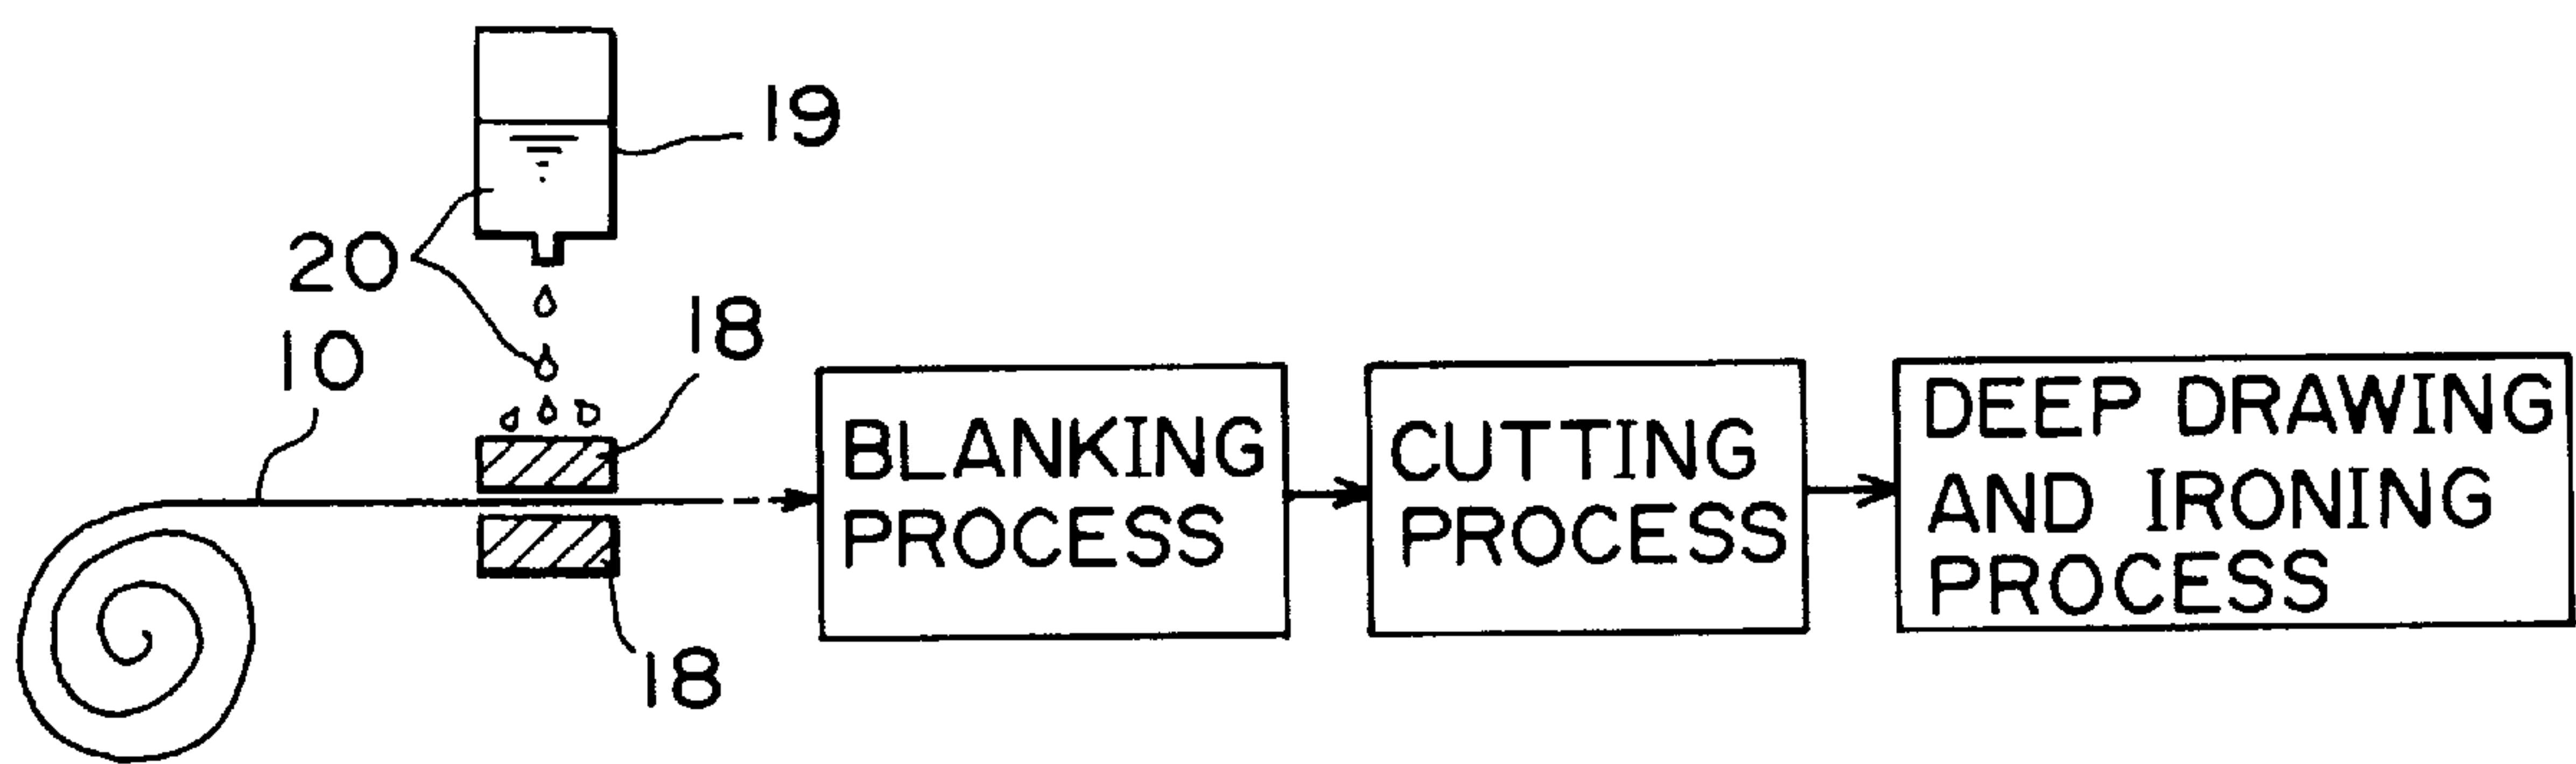 19
20
18
10
BLANKING
PROCESS
CUTTING
PROCESS
DEEP DRAWING
AND IRONING
PROCESS
18